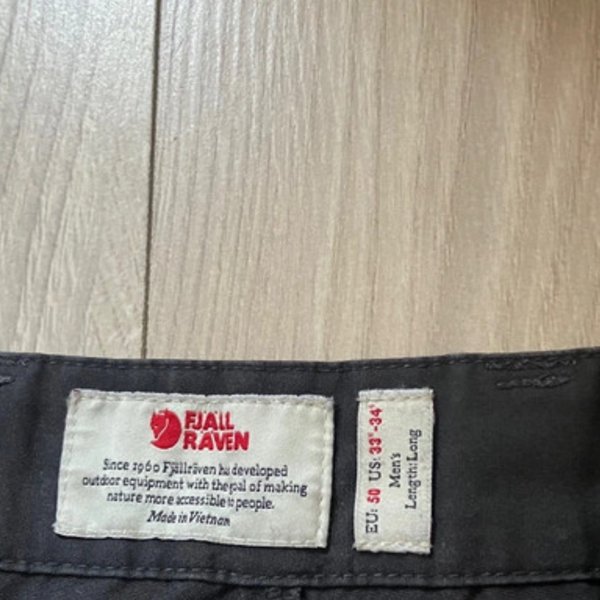 FJÄLL
RÄVEN
Since 1960 Fjällräven has developed
outdoor equipment with the goal of making
nature more accessible to people.
Made in Vietnam
EU: 50 US: 33"-34"
Men's
Length: Long